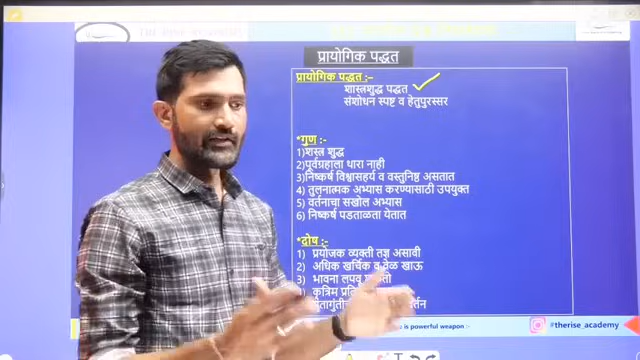 प्रायोगिक पद्धत
प्रायोगिक पद्धत :–
शास्त्रशुद्ध पद्धत
संशोधन स्पष्ट व हेतुपुरस्सर
*गुण :–
1)शस्त्र शुद्ध
2)पूर्वग्रहाला थारा नाही
3)निष्कर्ष विश्वासहर्य व वस्तुनिष्ठ असतात
4) तुलनात्मक अभ्यास करण्यासाठी उपयुक्त
5) वर्तनाचा सखोल अभ्यास
6) निष्कर्ष पडताळता येतात
*दोष :–
1) प्रयोजक व्यक्ती तज्ञ असावी
2) अधिक खर्चिक व वेळ खाऊ
3) भावना लपवू
कृत्रिम
is powerful weapon :-
@therise_academy